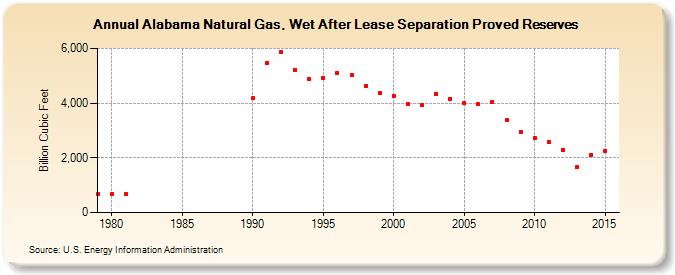 Annual Alabama Natural Gas, Wet After Lease Separation Proved Reserves
Billion Cubic Feet
6,000
4,000
2,000
0
1980 1985 1990 1995 2000 2005 2010 2015
Source: U.S. Energy Information Administration